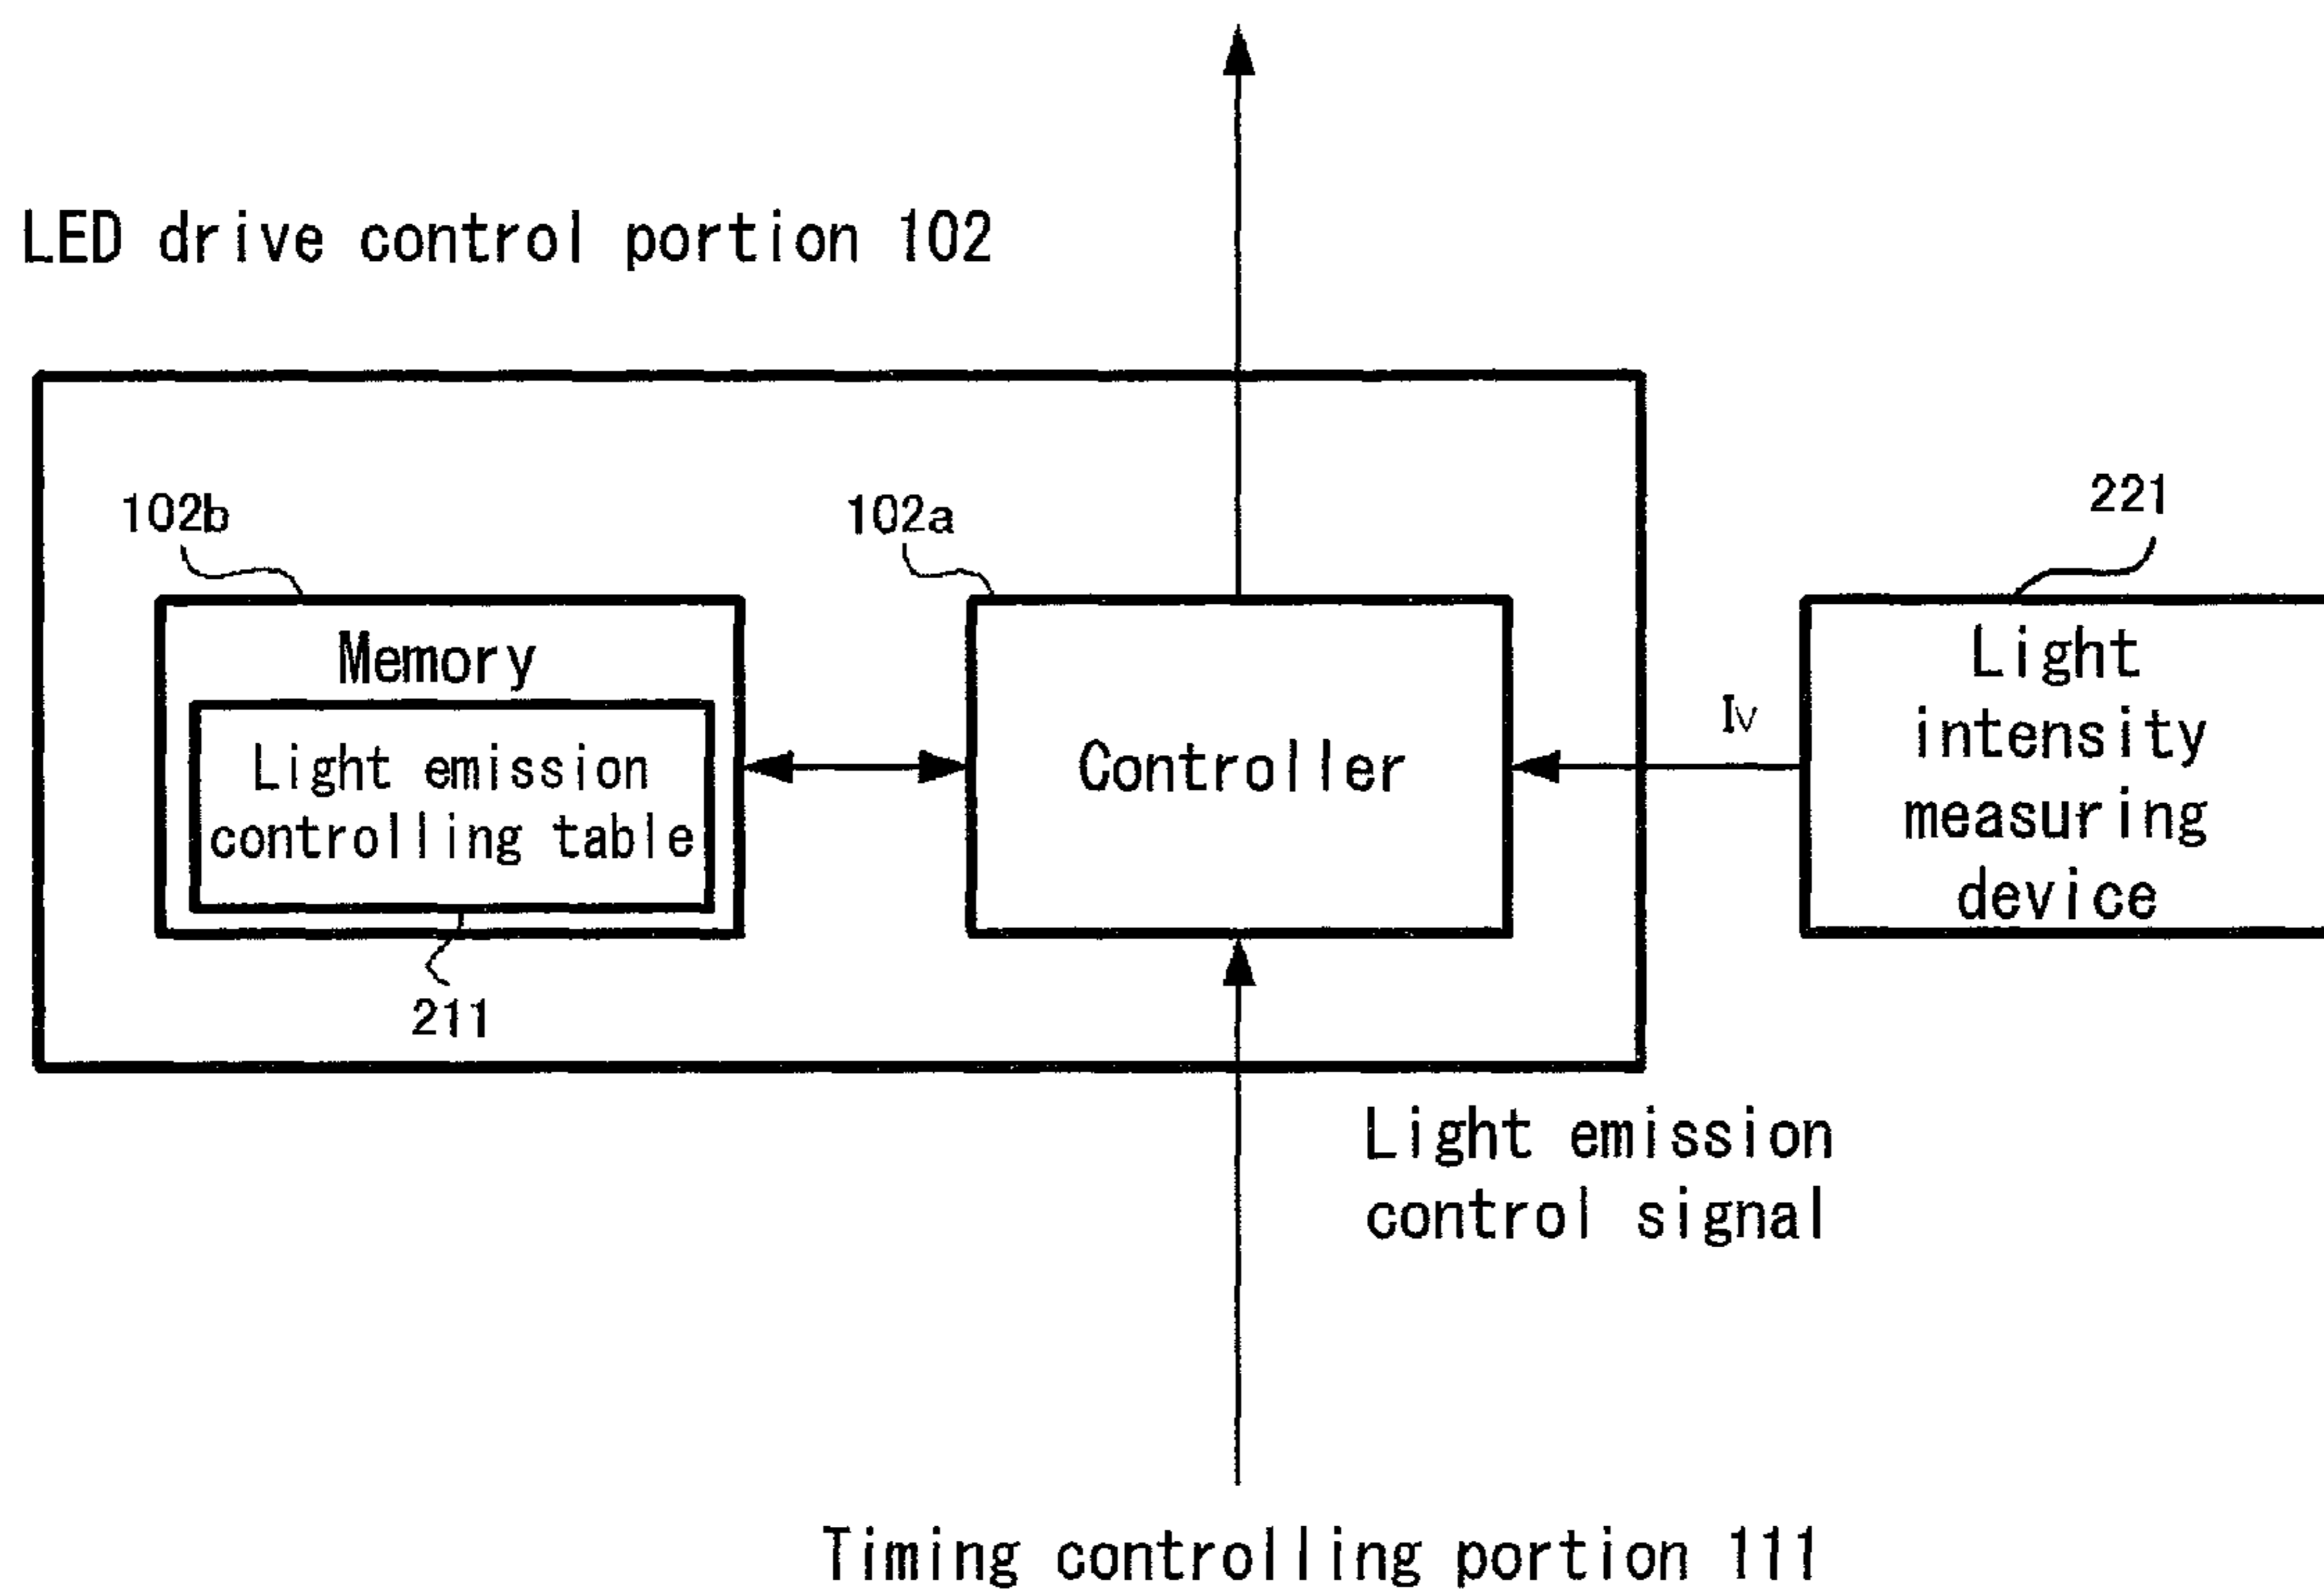 LED drive control portion 102
102b
102a
221
Memory
Light emission
controlling table
211
Controller
Iv
Light
intensity
measuring
device
Light emission
control signal
Timing controlling portion 111